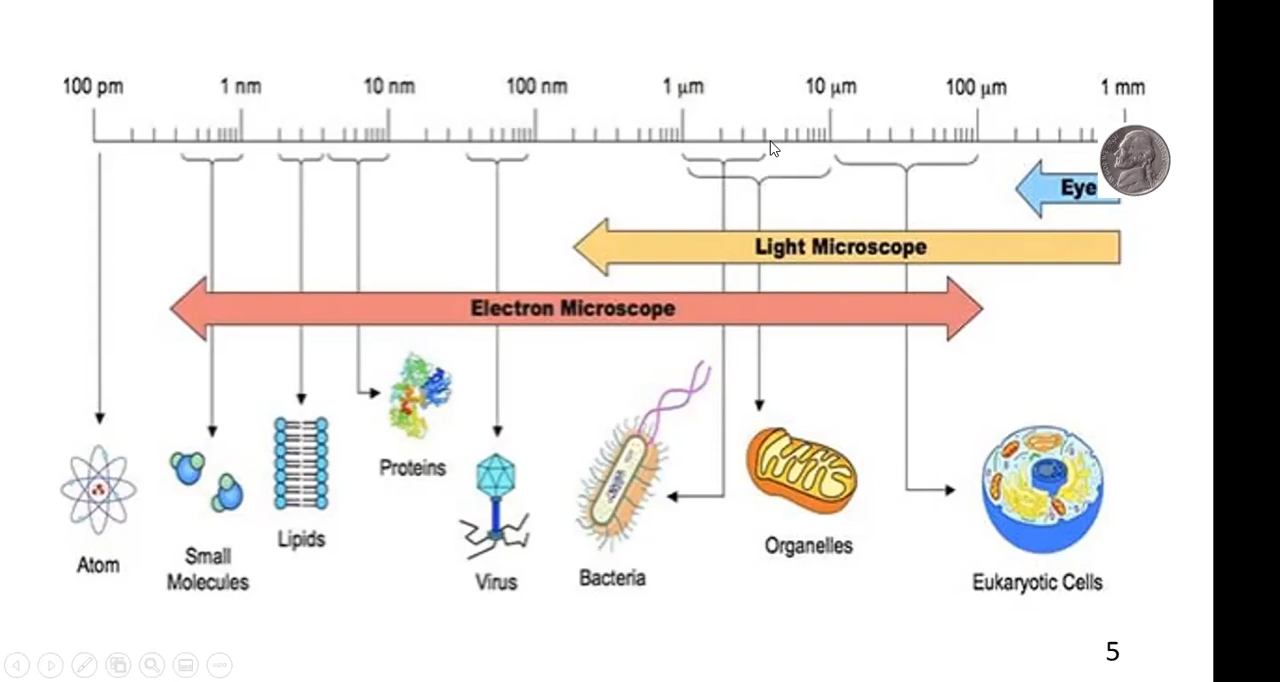 100 pm 1 nm 10 nm 100 nm 1 μm 10 μm 100 μm 1 mm
Eye
Light Microscope
Electron Microscope
Proteins
Lipids
Organelles
Atom
Small
Molecules
Virus
Bacteria
Eukaryotic Cells
5